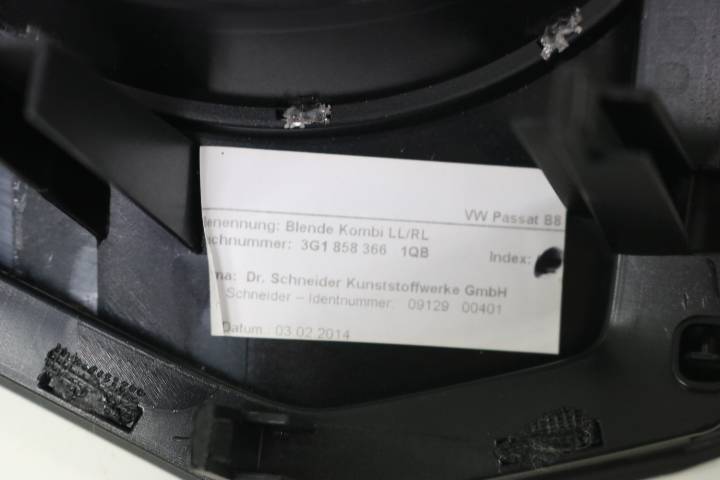 VW Passat B8
enennung: Blende Kombi LL/RL
chnummer: 3G1 858 366 1QB Index:
na: Dr. Schneider Kunststoffwerke GmbH
Schneider – Identnummer: 09129 00401
Datum: 03.02.2014